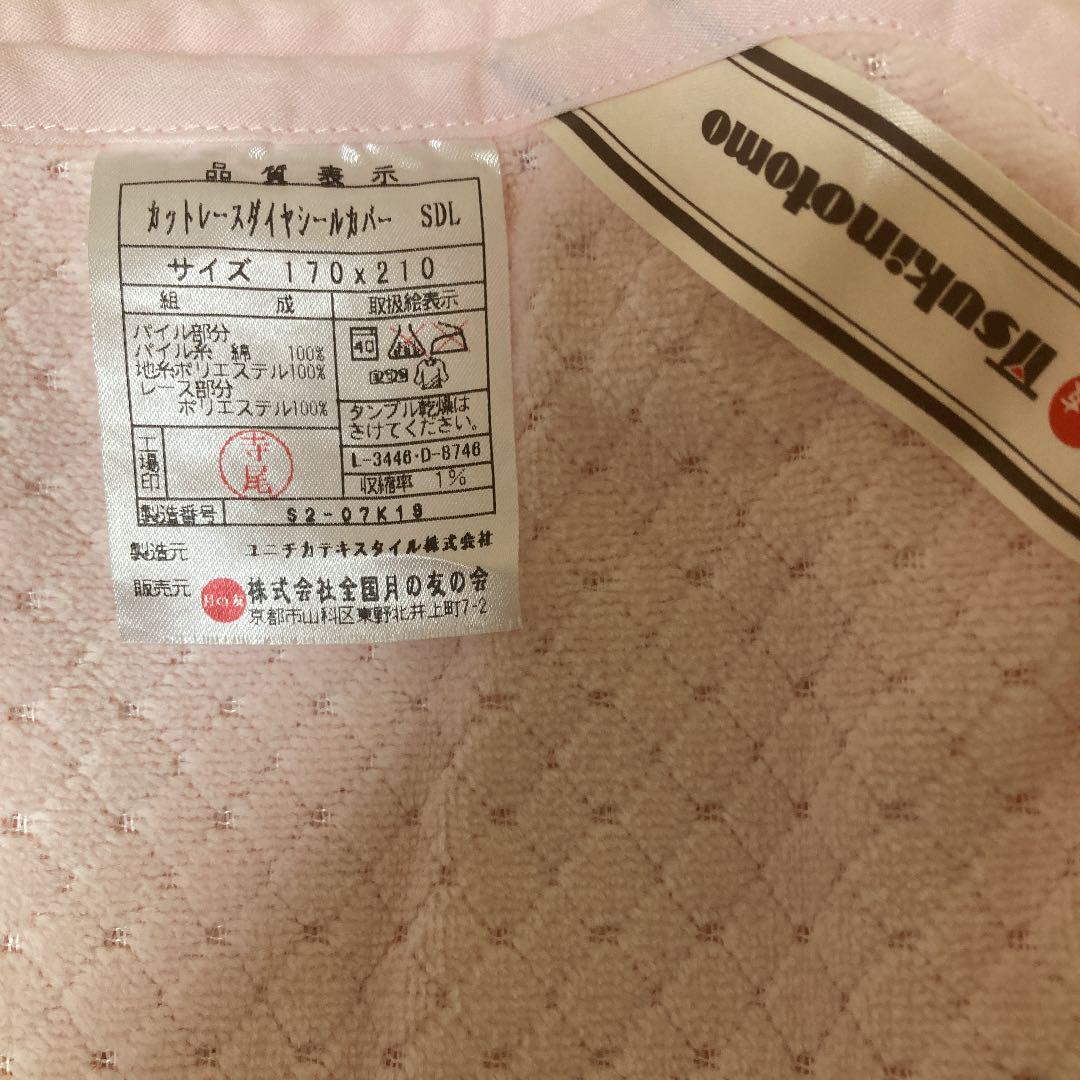 品質表示
カットレースダイヤシールカバー SDL
サイズ 170x210
組成
取扱絵表示
パイル部分
パイル糸 綿 100%
地糸ポリエステル100%
レース部分
ポリエステル100%
40
タンブル乾燥は
さけてください。
L-3446・D-8746
収縮率 1%
工場印
寺尾
製造番号 S2-07K19
製造元 ユニチカテキスタイル株式会社
販売元 月の友 株式会社全国月の友の会
京都市山科区東野北井上町7-2
Tsukinotomo